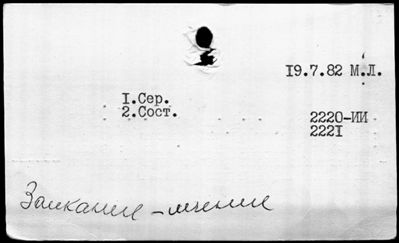 19.7.82 М.Л.
1.Сер.
2.Сост.
2220-ИИ
2221
Заикание - лечение